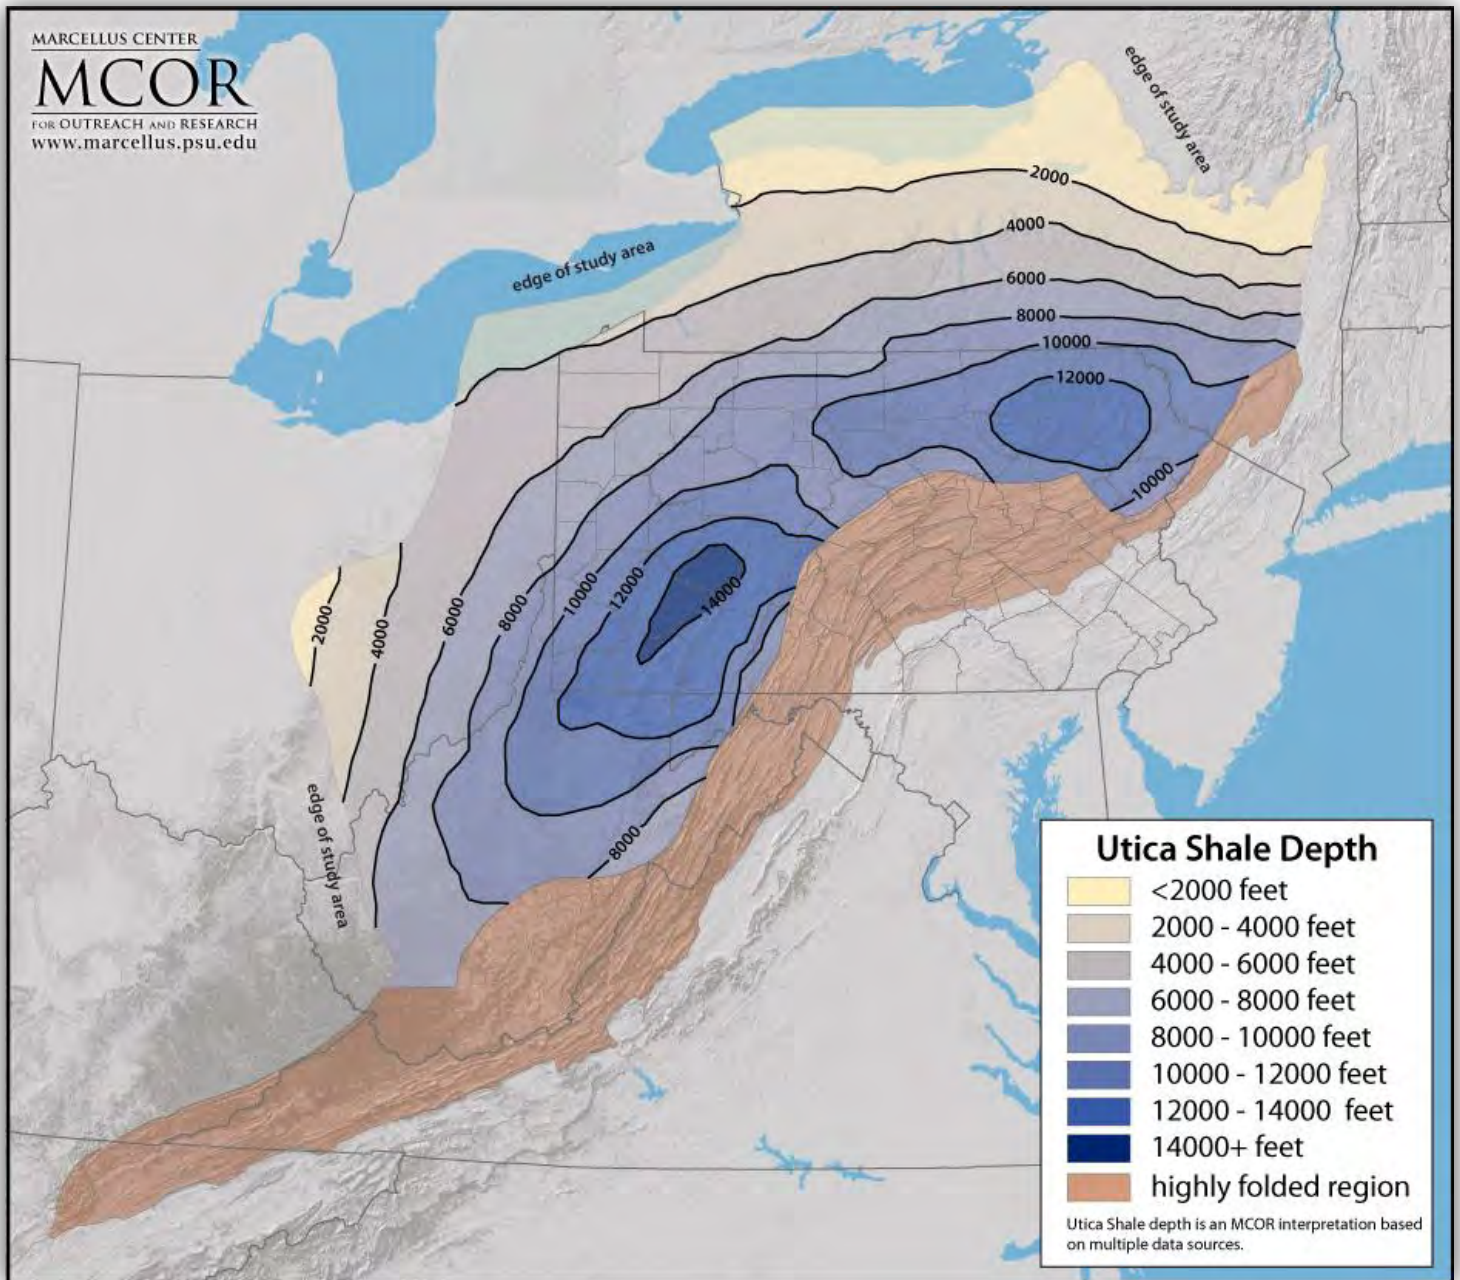 MARCELLUS CENTER
MCOR
FOR OUTREACH AND RESEARCH
www.marcellus.psu.edu
edge of study area
2000
4000
edge of study area
6000
8000
10000
12000
10000
2000
4000
6000
8000
10000
12000
14000
8000
edge of study area
Utica Shale Depth
<2000 feet
2000 - 4000 feet
4000 - 6000 feet
6000 - 8000 feet
8000 - 10000 feet
10000 - 12000 feet
12000 - 14000 feet
14000+ feet
highly folded region
Utica Shale depth is an MCOR interpretation based
on multiple data sources.